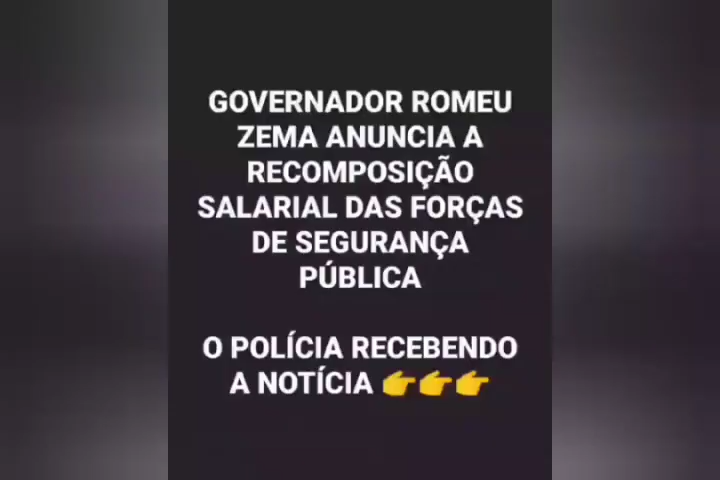 GOVERNADOR ROMEU
ZEMA ANUNCIA A
RECOMPOSIÇÃO
SALARIAL DAS FORÇAS
DE SEGURANÇA
PÚBLICA
O POLÍCIA RECEBENDO
A NOTÍCIA 👉👉👉